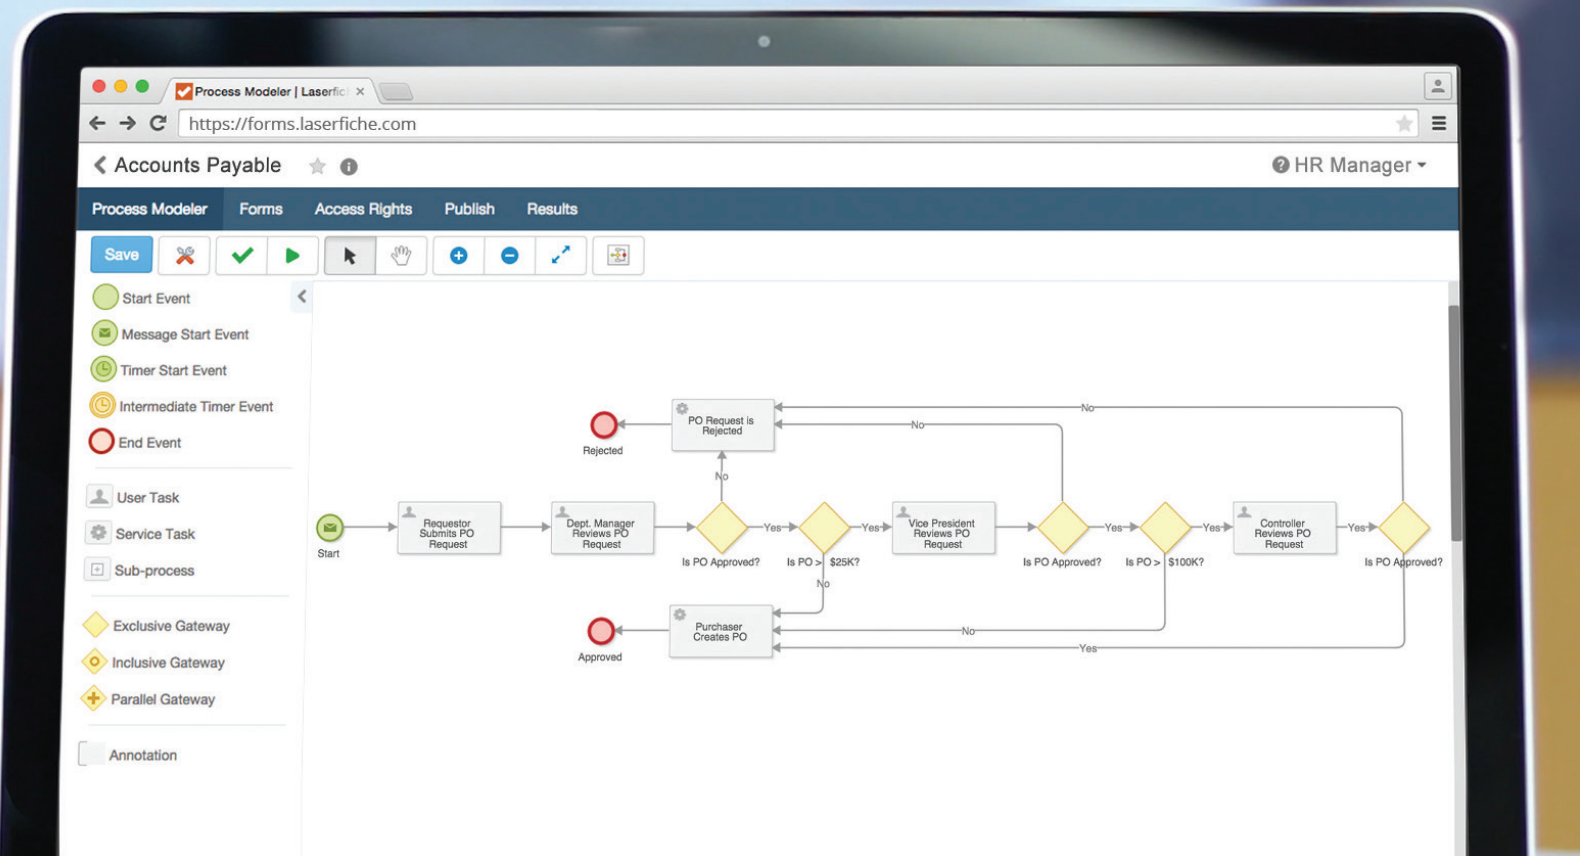 Process Modeler | Laserfic
https://forms.laserfiche.com
Accounts Payable
HR Manager
Process Modeler Forms Access Rights Publish Results
Save
Start Event
Message Start Event
Timer Start Event
Intermediate Timer Event
End Event
User Task
Service Task
Sub-process
Exclusive Gateway
Inclusive Gateway
Parallel Gateway
Annotation
No
PO Request is
Rejected
No
Rejected
No
Start
Requestor
Submits PO
Request
Dept. Manager
Reviews PO
Request
Is PO Approved?
Yes
Is PO > $25K?
Yes
Vice President
Reviews PO
Request
Is PO Approved?
Yes
Is PO > $100K?
Yes
Controller
Reviews PO
Request
Yes
Is PO Approved?
No
Purchaser
Creates PO
No
Approved
Yes